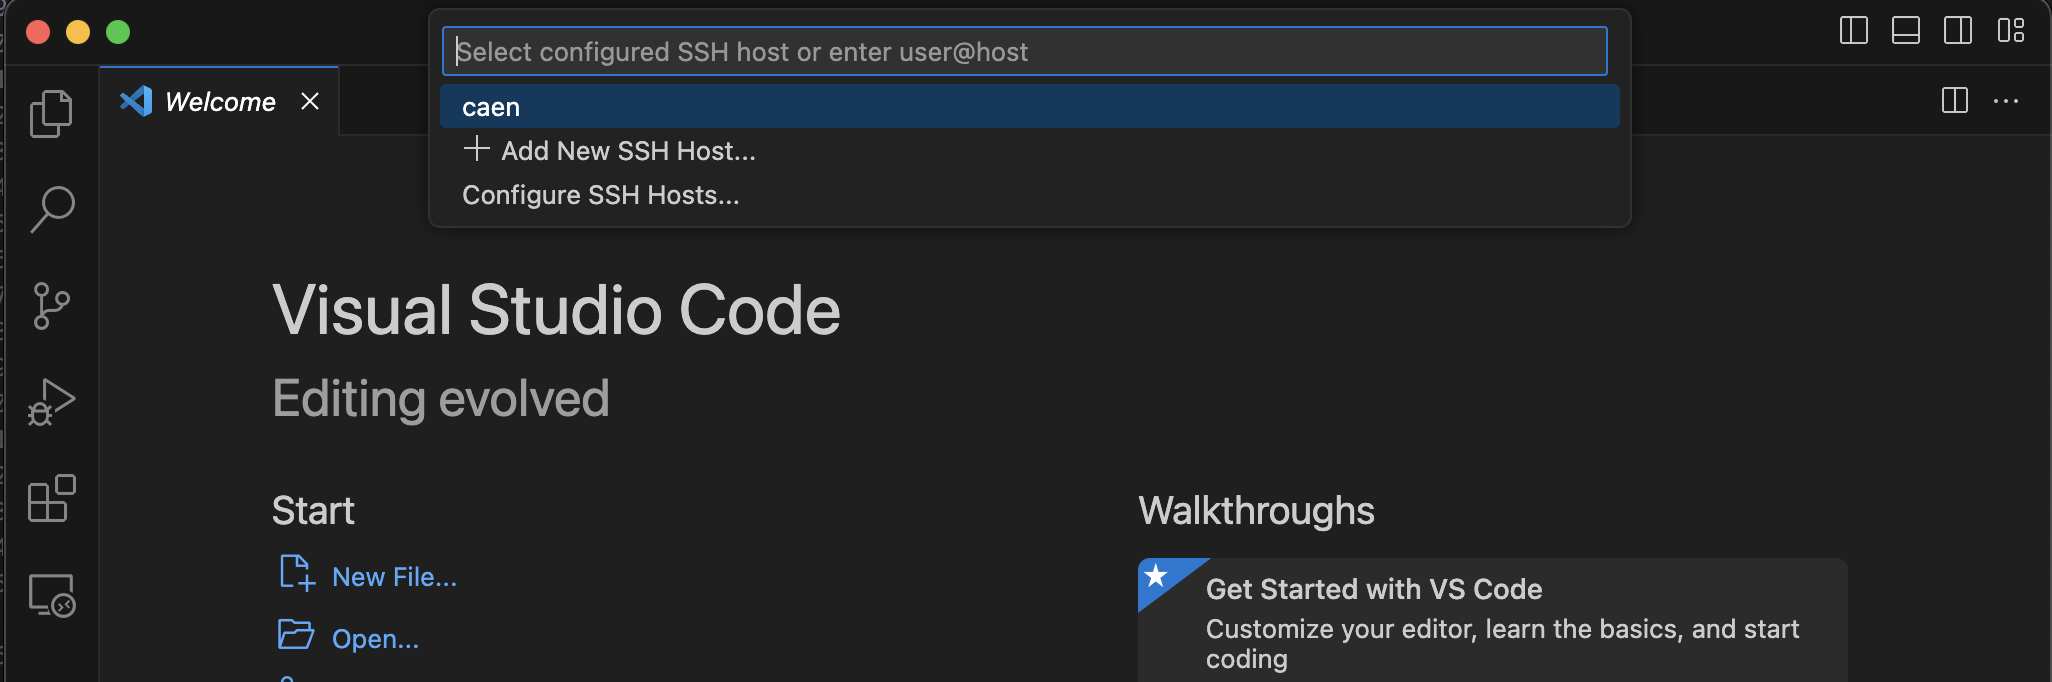 Select configured SSH host or enter user@host
caen
Add New SSH Host...
Configure SSH Hosts...
Welcome
Visual Studio Code
Editing evolved
Start
New File...
Open...
Walkthroughs
Get Started with VS Code
Customize your editor, learn the basics, and start
coding